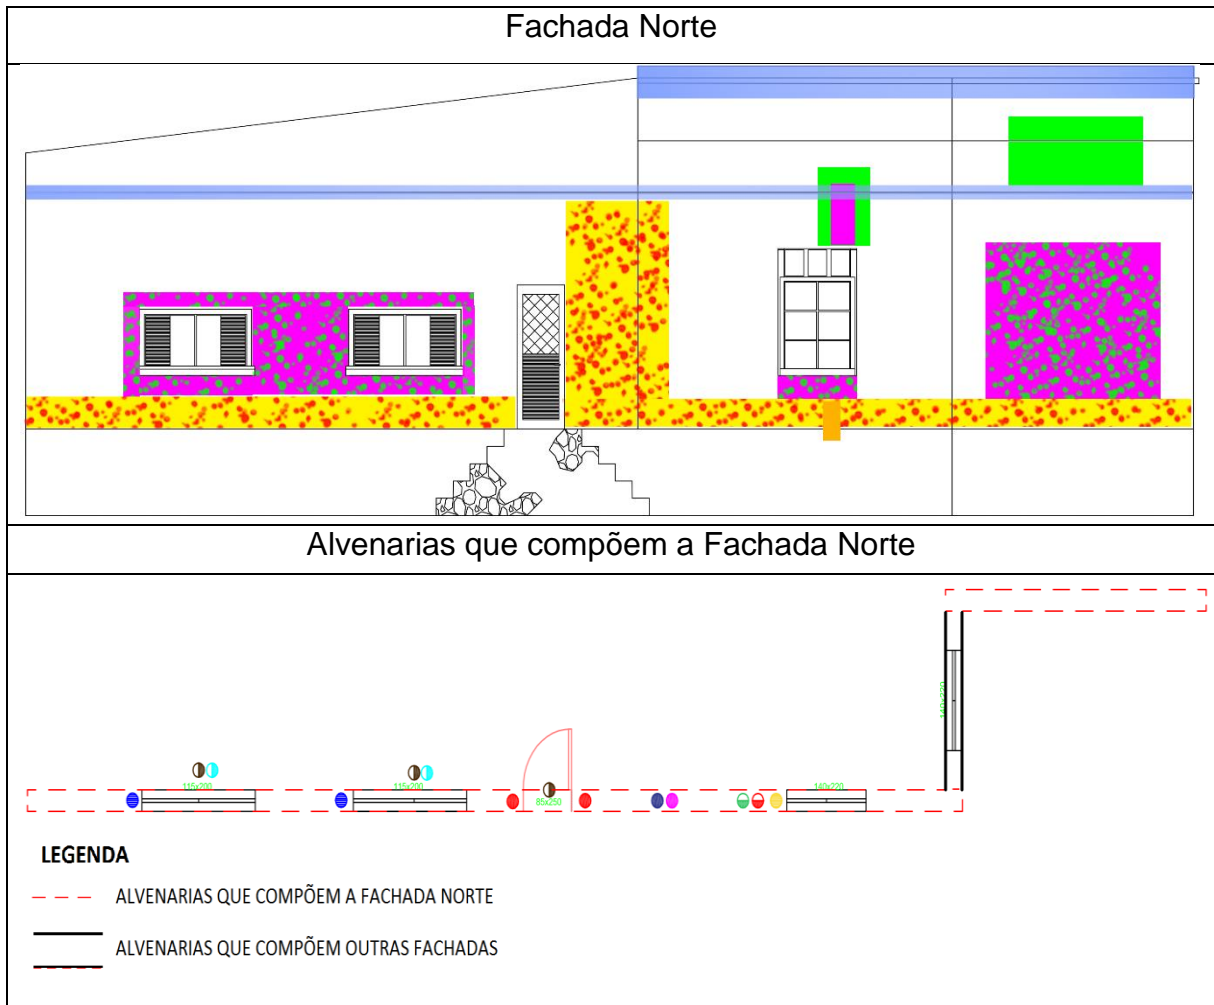 Fachada Norte
Alvenarias que compõem a Fachada Norte
140x220
115x200
115x200
85x250
140x220
LEGENDA
ALVENARIAS QUE COMPÕEM A FACHADA NORTE
ALVENARIAS QUE COMPÕEM OUTRAS FACHADAS